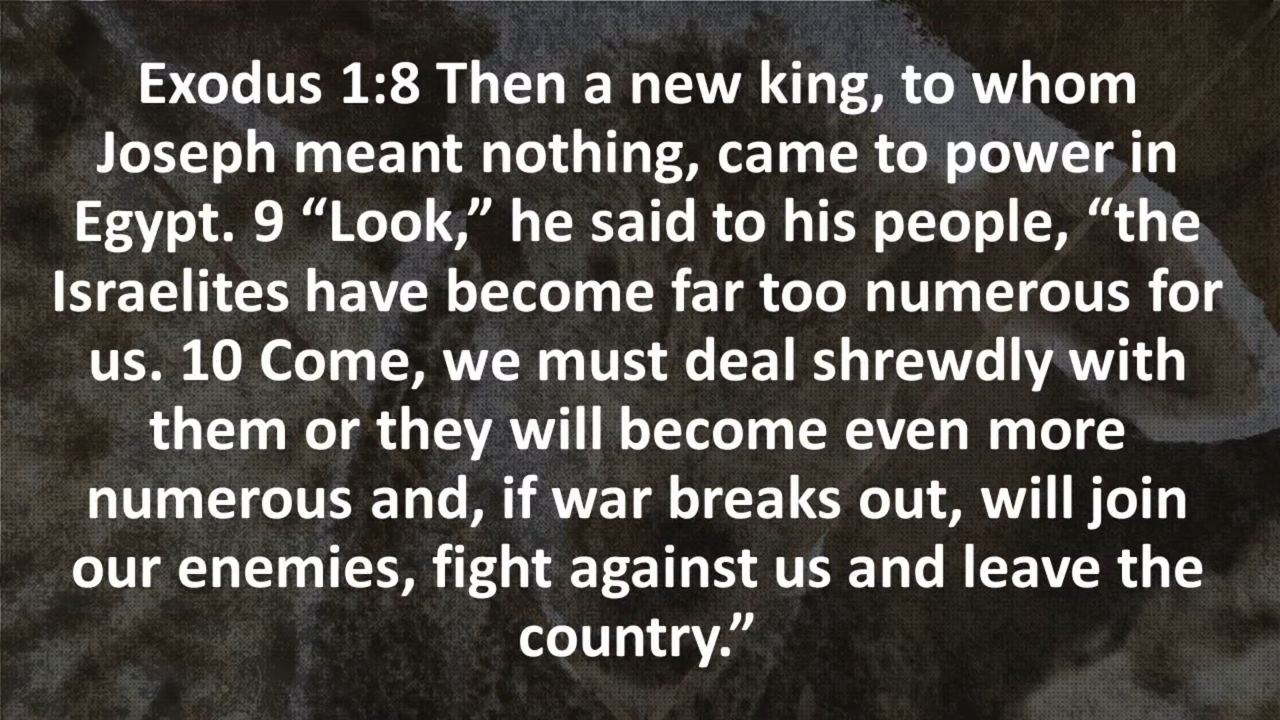 Exodus 1:8 Then a new king, to whom
Joseph meant nothing, came to power in
Egypt. 9 “Look,” he said to his people, “the
Israelites have become far too numerous for
us. 10 Come, we must deal shrewdly with
them or they will become even more
numerous and, if war breaks out, will join
our enemies, fight against us and leave the
country.”